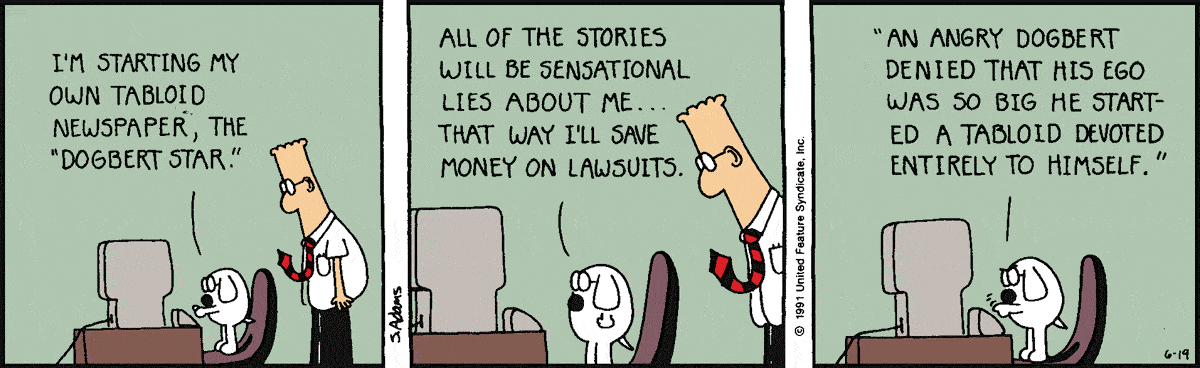 I'M STARTING MY
OWN TABLOID
NEWSPAPER, THE
"DOGBERT STAR."
ALL OF THE STORIES
WILL BE SENSATIONAL
LIES ABOUT ME...
THAT WAY I'LL SAVE
MONEY ON LAWSUITS.
S.Adams
© 1991 United Feature Syndicate, Inc.
"AN ANGRY DOGBERT
DENIED THAT HIS EGO
WAS SO BIG HE START-
ED A TABLOID DEVOTED
ENTIRELY TO HIMSELF."
6-19